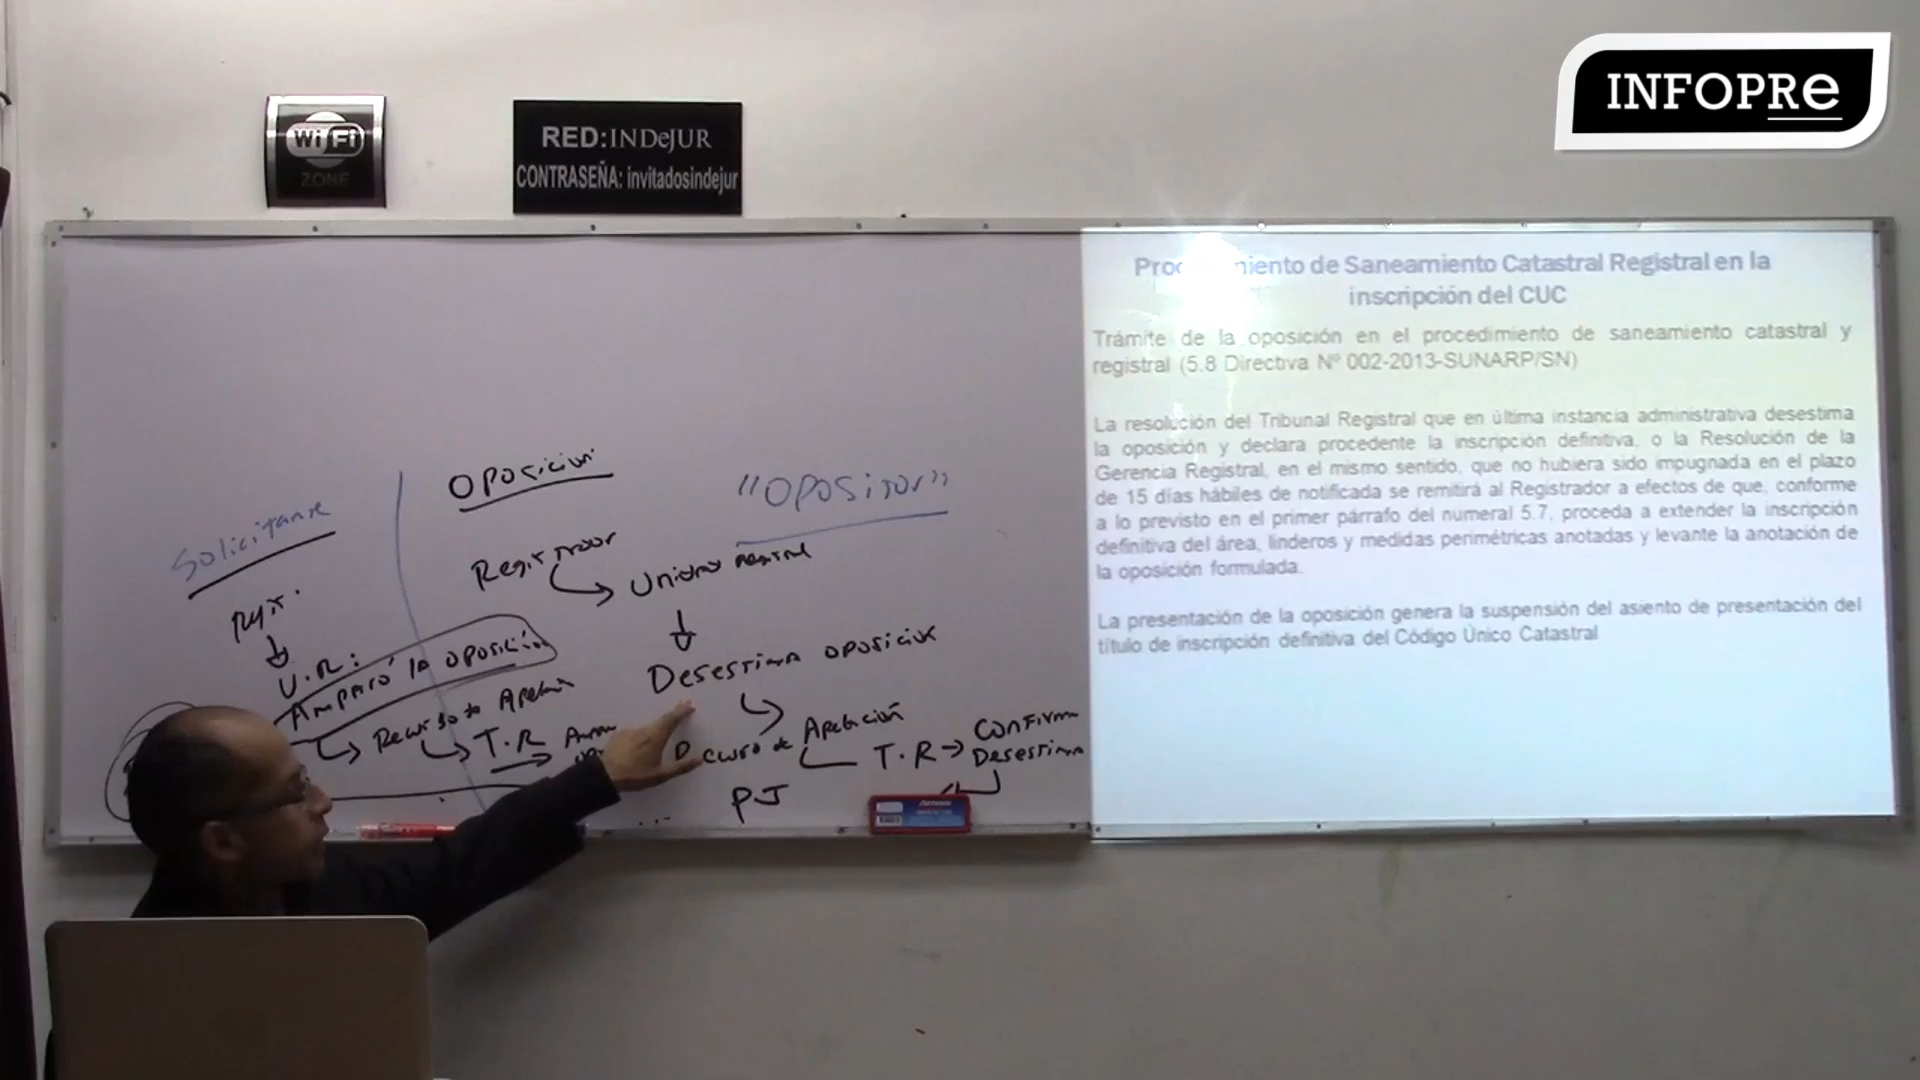 INFOPRe
WiFi
ZONE
RED:INDeJUR
CONTRASEÑA: invitadosindejur
Oposición
"Opositor"
Solicitante
Registrador
Unidad Registral
U.R:
Amparó la oposición
Recurso de Apelación
T.R
Desestima oposición
Recurso de Apelación
T.R
Confirma
Desestima
P.J
...
Procedimiento de Saneamiento Catastral Registral en la
inscripción del CUC
Trámite de la oposición en el procedimiento de saneamiento catastral y
registral (5.8 Directiva Nº 002-2013-SUNARP/SN)
La resolución del Tribunal Registral que en última instancia administrativa desestima
la oposición y declara procedente la inscripción definitiva, o la Resolución de la
Gerencia Registral, en el mismo sentido, que no hubiera sido impugnada en el plazo
de 15 días hábiles de notificada se remitirá al Registrador a efectos de que, conforme
a lo previsto en el primer párrafo del numeral 5.7, proceda a extender la inscripción
definitiva del área, linderos y medidas perimétricas anotadas y levante la anotación de
la oposición formulada.
La presentación de la oposición genera la suspensión del asiento de presentación del
título de inscripción definitiva del Código Único Catastral